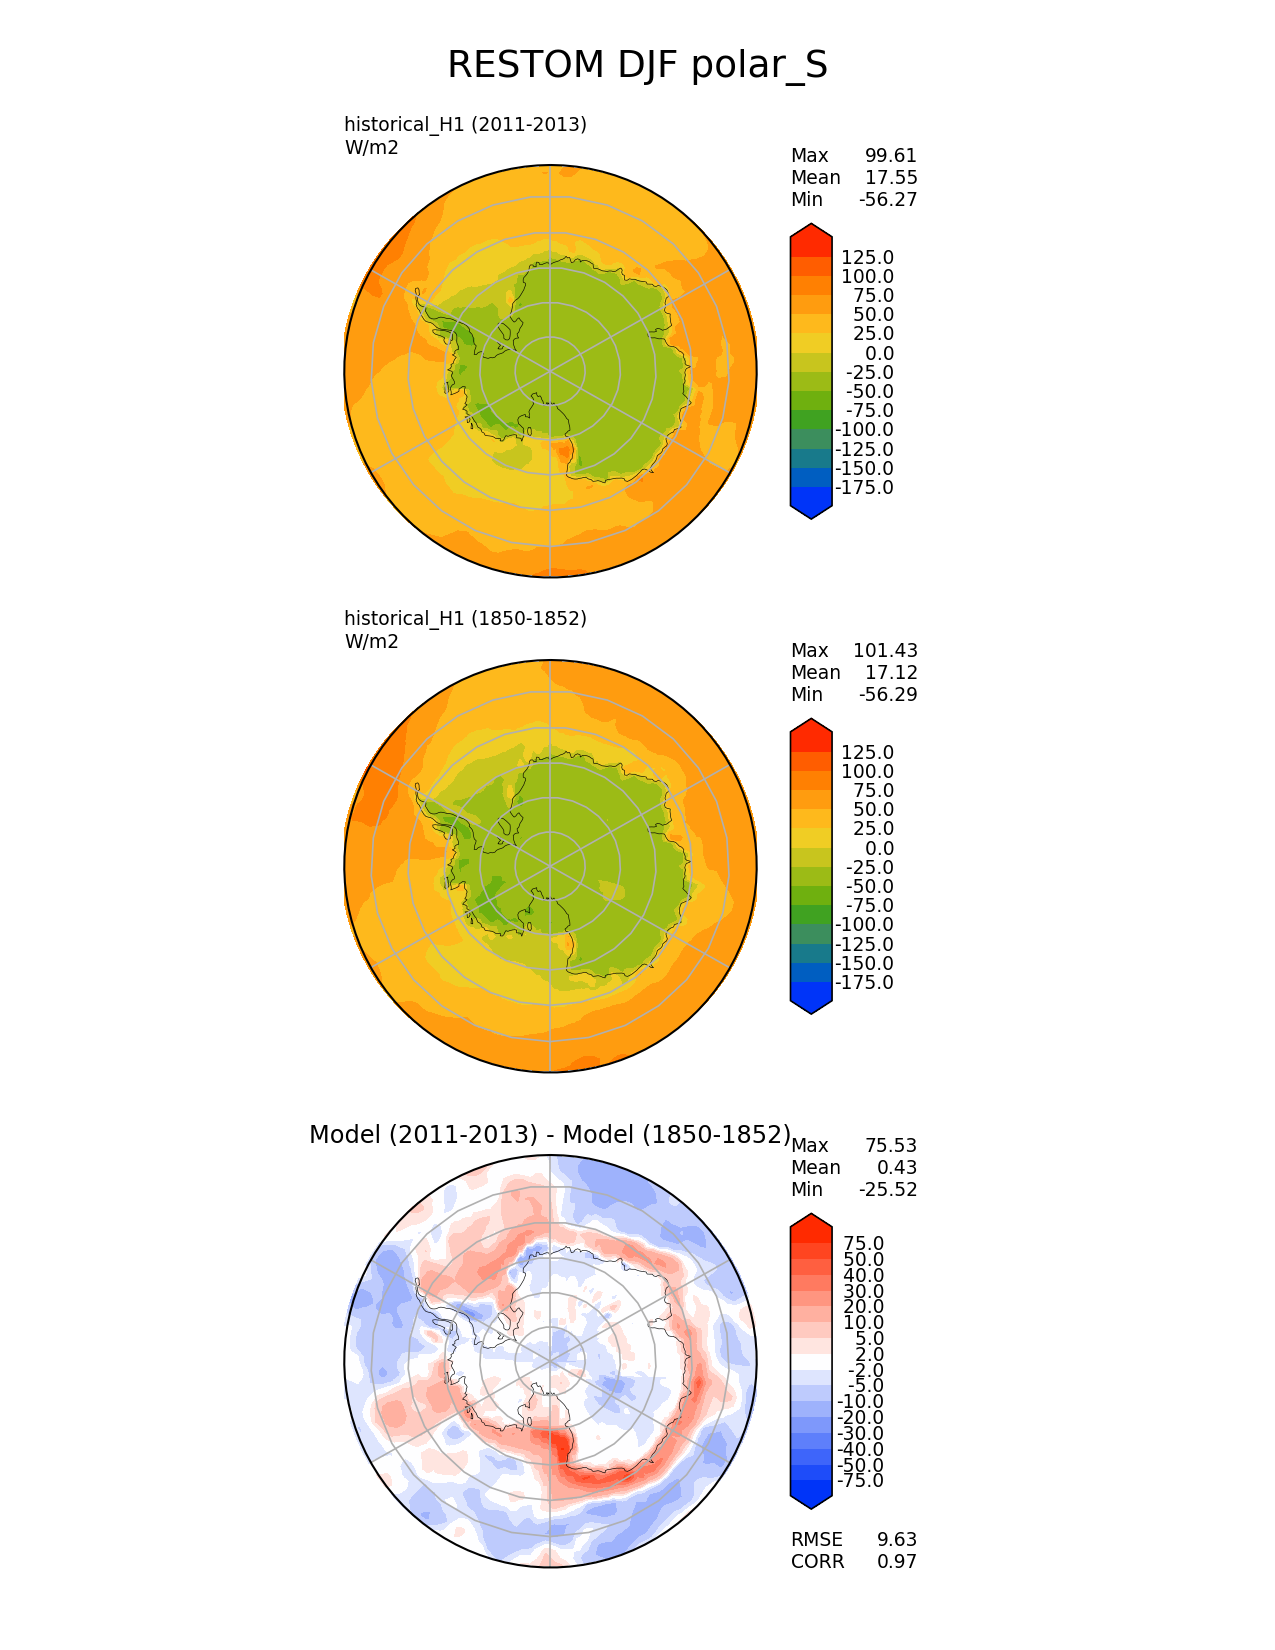 RESTOM DJF polar_S
historical_H1 (2011-2013)
W/m2
Max 99.61
Mean 17.55
Min -56.27
125.0
100.0
75.0
50.0
25.0
0.0
-25.0
-50.0
-75.0
-100.0
-125.0
-150.0
-175.0
historical_H1 (1850-1852)
W/m2
Max 101.43
Mean 17.12
Min -56.29
125.0
100.0
75.0
50.0
25.0
0.0
-25.0
-50.0
-75.0
-100.0
-125.0
-150.0
-175.0
Model (2011-2013) - Model (1850-1852)
Max 75.53
Mean 0.43
Min -25.52
75.0
50.0
40.0
30.0
20.0
10.0
5.0
2.0
-2.0
-5.0
-10.0
-20.0
-30.0
-40.0
-50.0
-75.0
RMSE 9.63
CORR 0.97